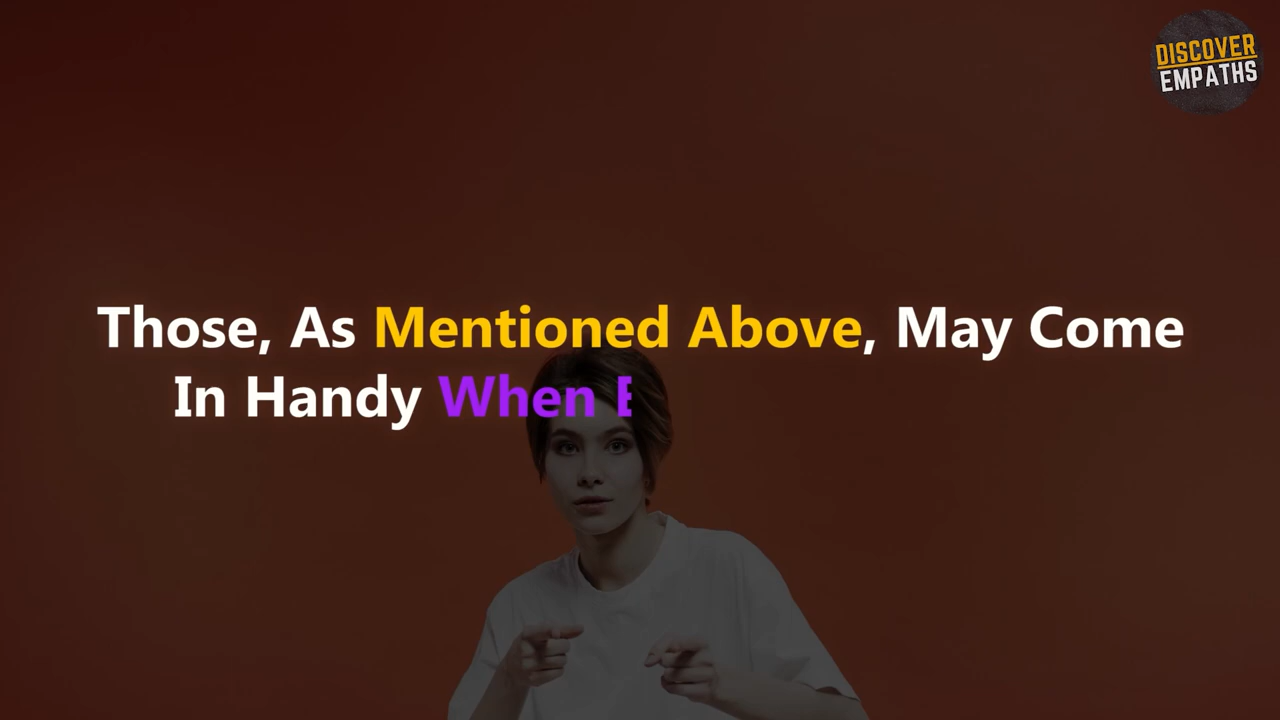 DISCOVER
EMPATHS
Those, As Mentioned Above, May Come
In Handy When